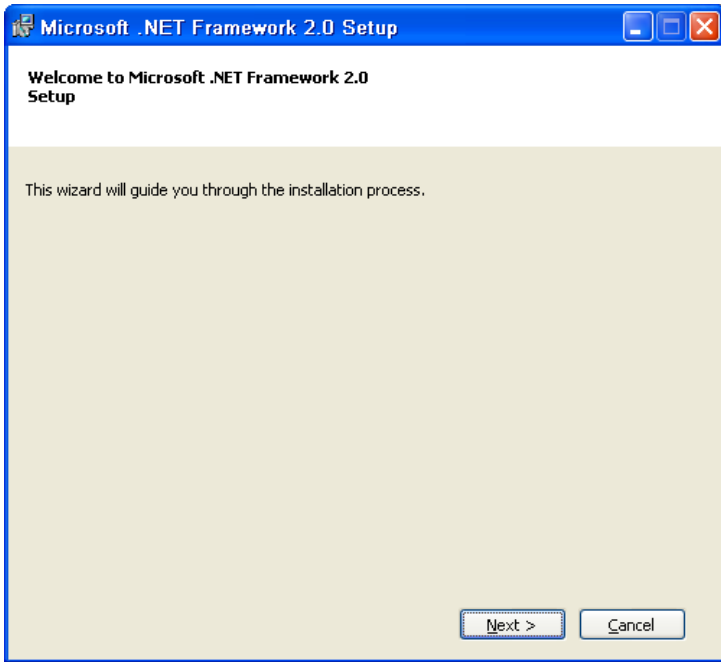 Microsoft .NET Framework 2.0 Setup
Welcome to Microsoft .NET Framework 2.0
Setup
This wizard will guide you through the installation process.
Next >
Cancel